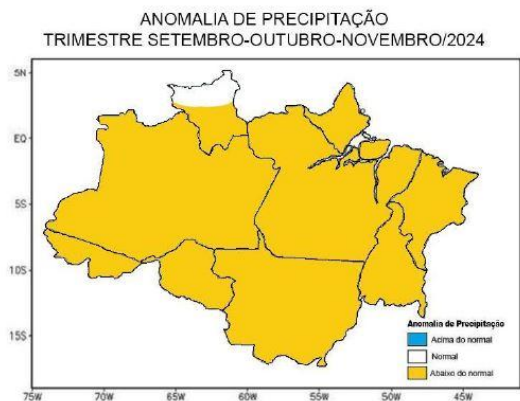 ANOMALIA DE PRECIPITAÇÃO
TRIMESTRE SETEMBRO-OUTUBRO-NOVEMBRO/2024
5N
EQ
5S
10S
15S
Anomalia de Precipitação
Acima do normal
Normal
Abaixo do normal
75W 70W 65W 60W 55W 50W 45W